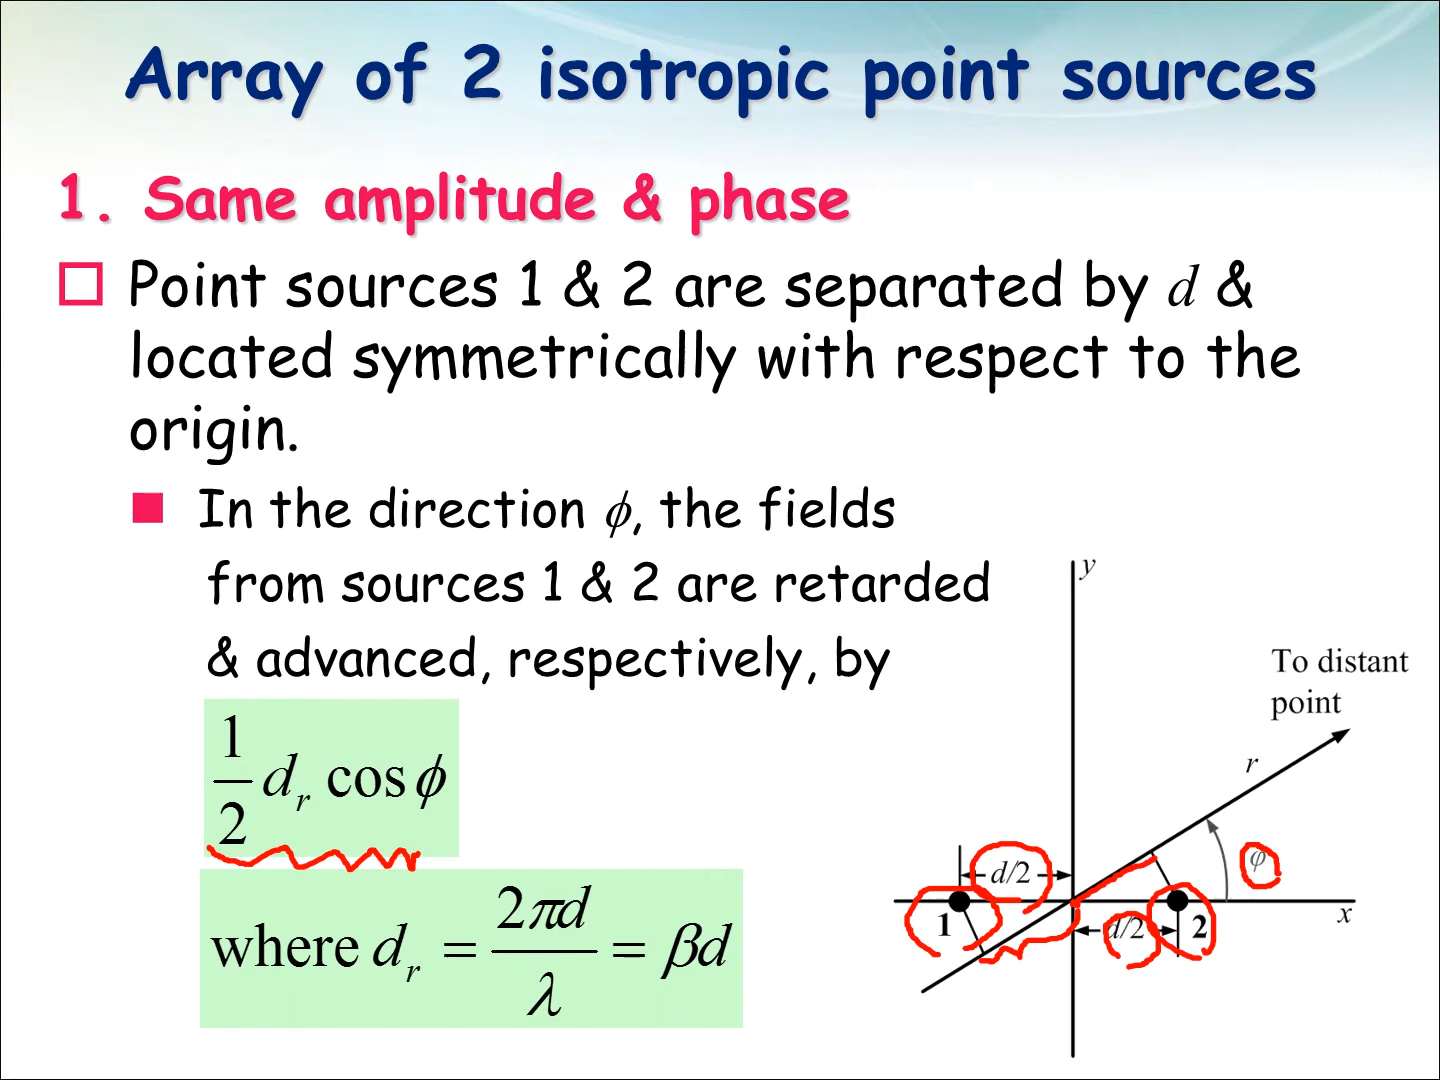 Array of 2 isotropic point sources
1. Same amplitude & phase
Point sources 1 & 2 are separated by d &
located symmetrically with respect to the
origin.
In the direction ϕ, the fields
from sources 1 & 2 are retarded
& advanced, respectively, by
1/2 d_r cos ϕ
where d_r = 2πd/λ = βd
y
To distant
point
r
φ
d/2
1
d/2
2
x